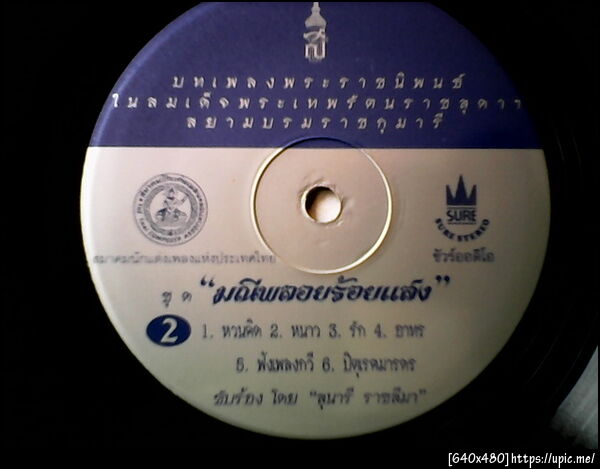 บทเพลงพระราชนิพนธ์
ในสมเด็จพระเทพรัตนราชสุดาฯ
สยามบรมราชกุมารี
THAI COMPOSER ASSOCIATION
SURE
SURE STEREO
สมาคมนักแต่งเพลงแห่งประเทศไทย
ชัวร์ออดิโอ
ชุด "มณีพลอยร้อยแสง"
2 1. หวนคิด 2. หนาว 3. รัก 4. อาทร
5. ฟังเพลงกวี 6. ปิตุเรศมารดร
ขับร้อง โดย "สุนารี ราชสีมา"
[640x480]https://upic.me/